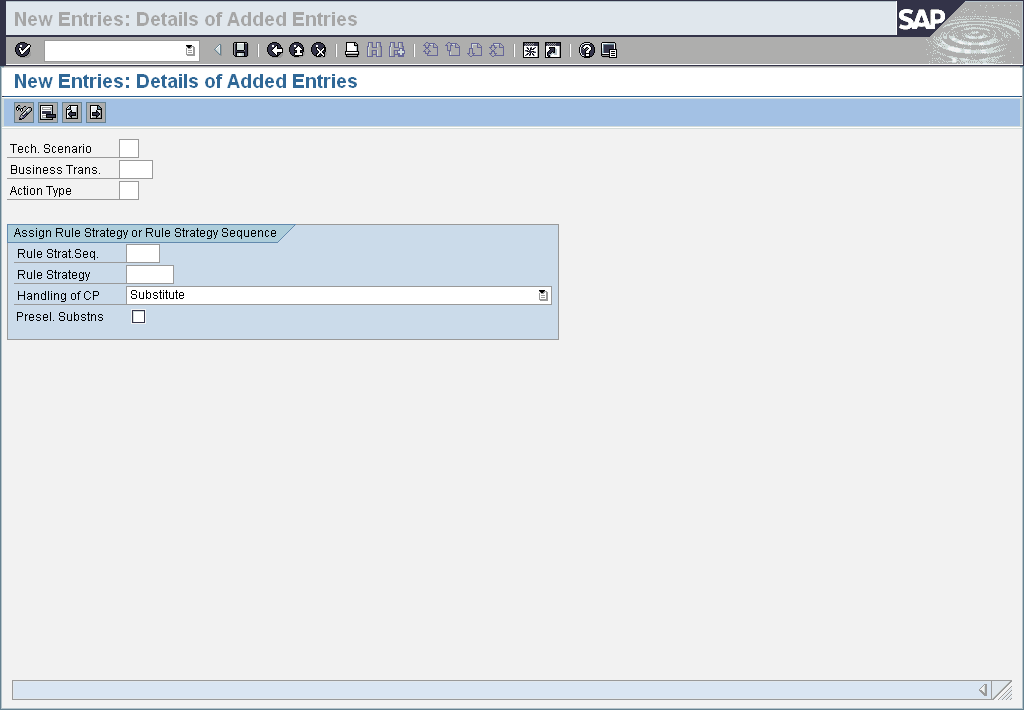 New Entries: Details of Added Entries
SAP
New Entries: Details of Added Entries
Tech. Scenario
Business Trans.
Action Type
Assign Rule Strategy or Rule Strategy Sequence
Rule Strat.Seq.
Rule Strategy
Handling of CP Substitute
Presel. Substns